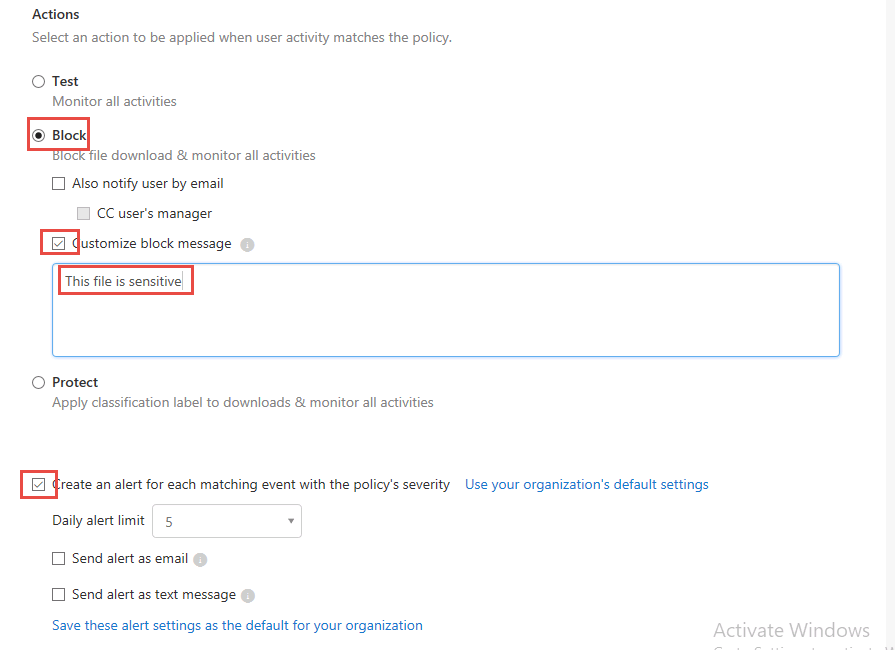 Actions
Select an action to be applied when user activity matches the policy.
Test
Monitor all activities
Block
Block file download & monitor all activities
Also notify user by email
CC user's manager
Customize block message
This file is sensitive
Protect
Apply classification label to downloads & monitor all activities
Create an alert for each matching event with the policy's severity Use your organization's default settings
Daily alert limit 5
Send alert as email
Send alert as text message
Save these alert settings as the default for your organization
Activate Windows